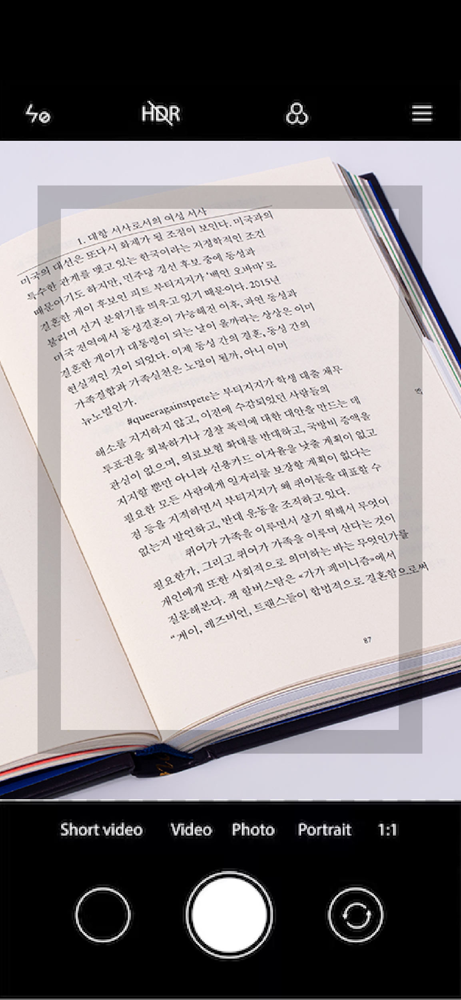 HDR
1. 대항 서사로서의 여성 서사
미국의 대선은 또다시 화제가 될 조점이 보인다. 미국과의
특수한 관계를 맺고 있는 한국이라는 지정학적인 조건
때문이기도 하지만, 민주당 경선 후보 중에 동성과
결혼한 게이 후보인 피트 부티지지가 ‘백인 오바마’로
불리며 선거 분위기를 띄우고 있기 때문이다. 2015년
미국 전역에서 동성결혼이 가능해전 이후, 과연 동성과
결혼한 게이가 대통령이 되는 날이 올까라는 상상은 이미
현실적인 것이 되었다. 이제 동성 간의 결혼, 동성 간의
가족결합과 가족실천은 노멀이 될까, 아니 이미
뉴노멀인가.
#queeragainstpete는 부티지지가 학생 대출 채무
해소를 지지하지 않고, 이전에 수감되었던 사람들의
투표권을 회복하거나 경찰 폭력에 대한 대안을 만드는 데
관심이 없으며, 의료보험 확대를 반대하고, 국방비 증액을
지지할 뿐만 아니라 신용카드 이자율을 낮출 계획이 없고
필요한 모든 사람에게 일자리를 보장할 계획이 없다는
점 등을 지적하면서 부티지지가 왜 퀴어들을 대표할 수
없는지 발언하고, 반대 운동을 조직하고 있다.
퀴어가 가족을 이루면서 살기 위해서 무엇이
필요한가, 그리고 퀴어가 가족을 이루며 산다는 것이
개인에게 또한 사회적으로 의미하는 바는 무엇인가를
질문해본다. 잭 할버스탐은 «가가 페미니즘»에서
“게이, 레즈비언, 트랜스들이 합법적으로 결혼함으로써
87
87
Short video Video Photo Portrait 1:1